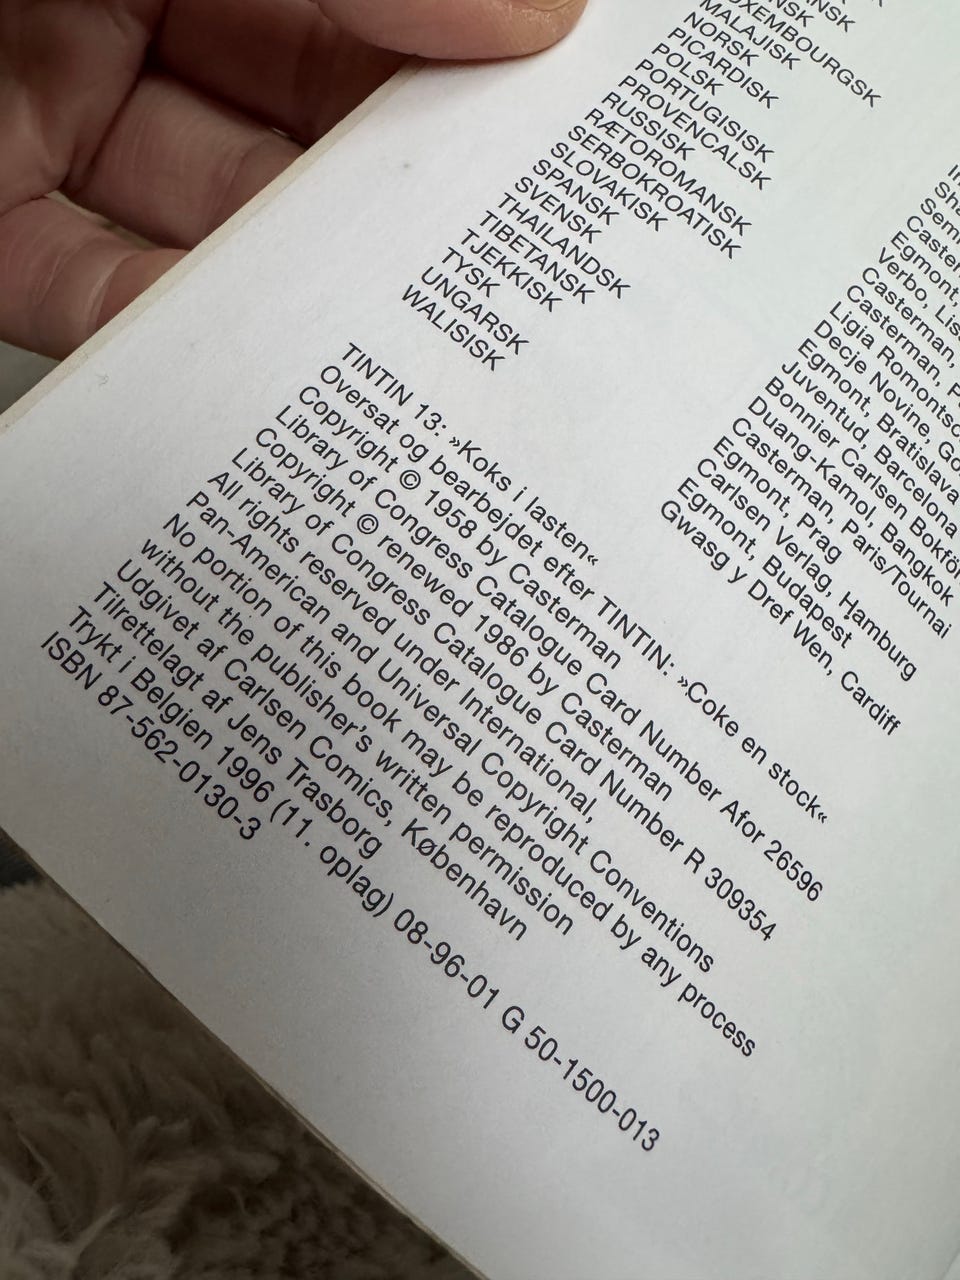 MALAJISK
NORSK
PICARDISK
POLSK
PORTUGISISK
PROVENCALSK
RUSSISK
RÆTOROMANSK
SERBOKROATISK
SLOVAKISK
SPANSK
SVENSK
THAILANDSK
TIBETANSK
TJEKKISK
TYSK
UNGARSK
WALISISK
Egmont,
Verbo,
Casterman,
Casterman,
Ligia
Decje Novine,
Egmont, Bratislava
Juventud, Barcelona
Bonnier Carlsen
Duang-Kamol, Bangkok
Casterman, Paris/Tournai
Egmont, Prag
Carlsen Verlag, Hamburg
Egmont, Budapest
Gwasg y Dref Wen, Cardiff
TINTIN 13: »Koks i lasten«
Oversat og bearbejdet efter TINTIN: »Coke en stock«
Copyright © 1958 by Casterman
Library of Congress Catalogue Card Number Afor 26596
Copyright © renewed 1986 by Casterman
Library of Congress Catalogue Card Number R 309354
All rights reserved under International,
Pan-American and Universal Copyright Conventions
No portion of this book may be reproduced by any process
without the publisher's written permission
Udgivet af Carlsen Comics, København
Tilrettelagt af Jens Trasborg
Trykt i Belgien 1996 (11. oplag) 08-96-01 G 50-1500-013
ISBN 87-562-0130-3